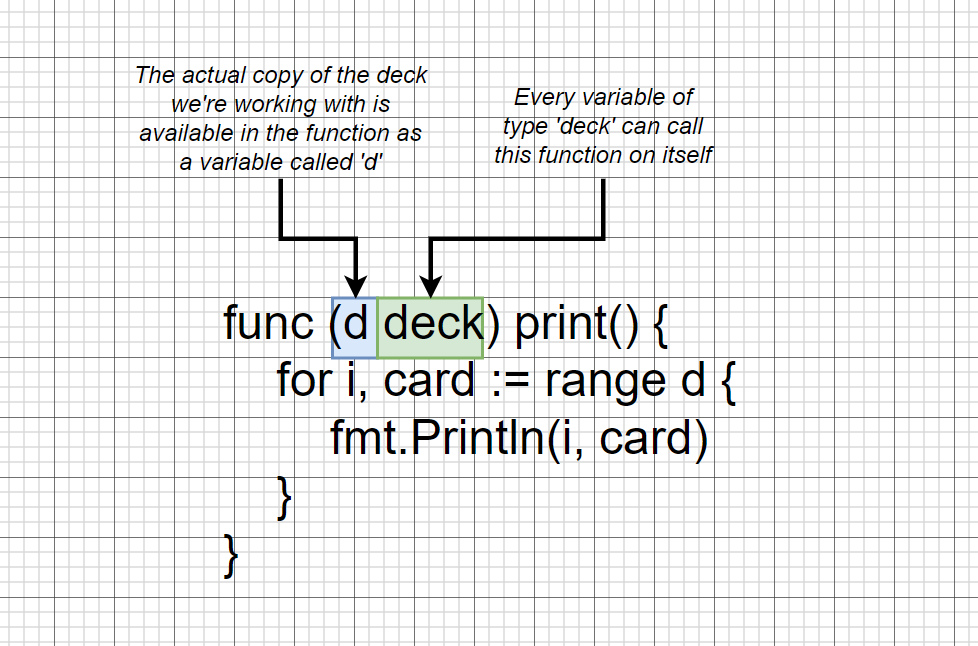 The actual copy of the deck
we're working with is
available in the function as
a variable called 'd'
Every variable of
type 'deck' can call
this function on itself
func (d deck) print() {
for i, card := range d {
fmt.Println(i, card)
}
}